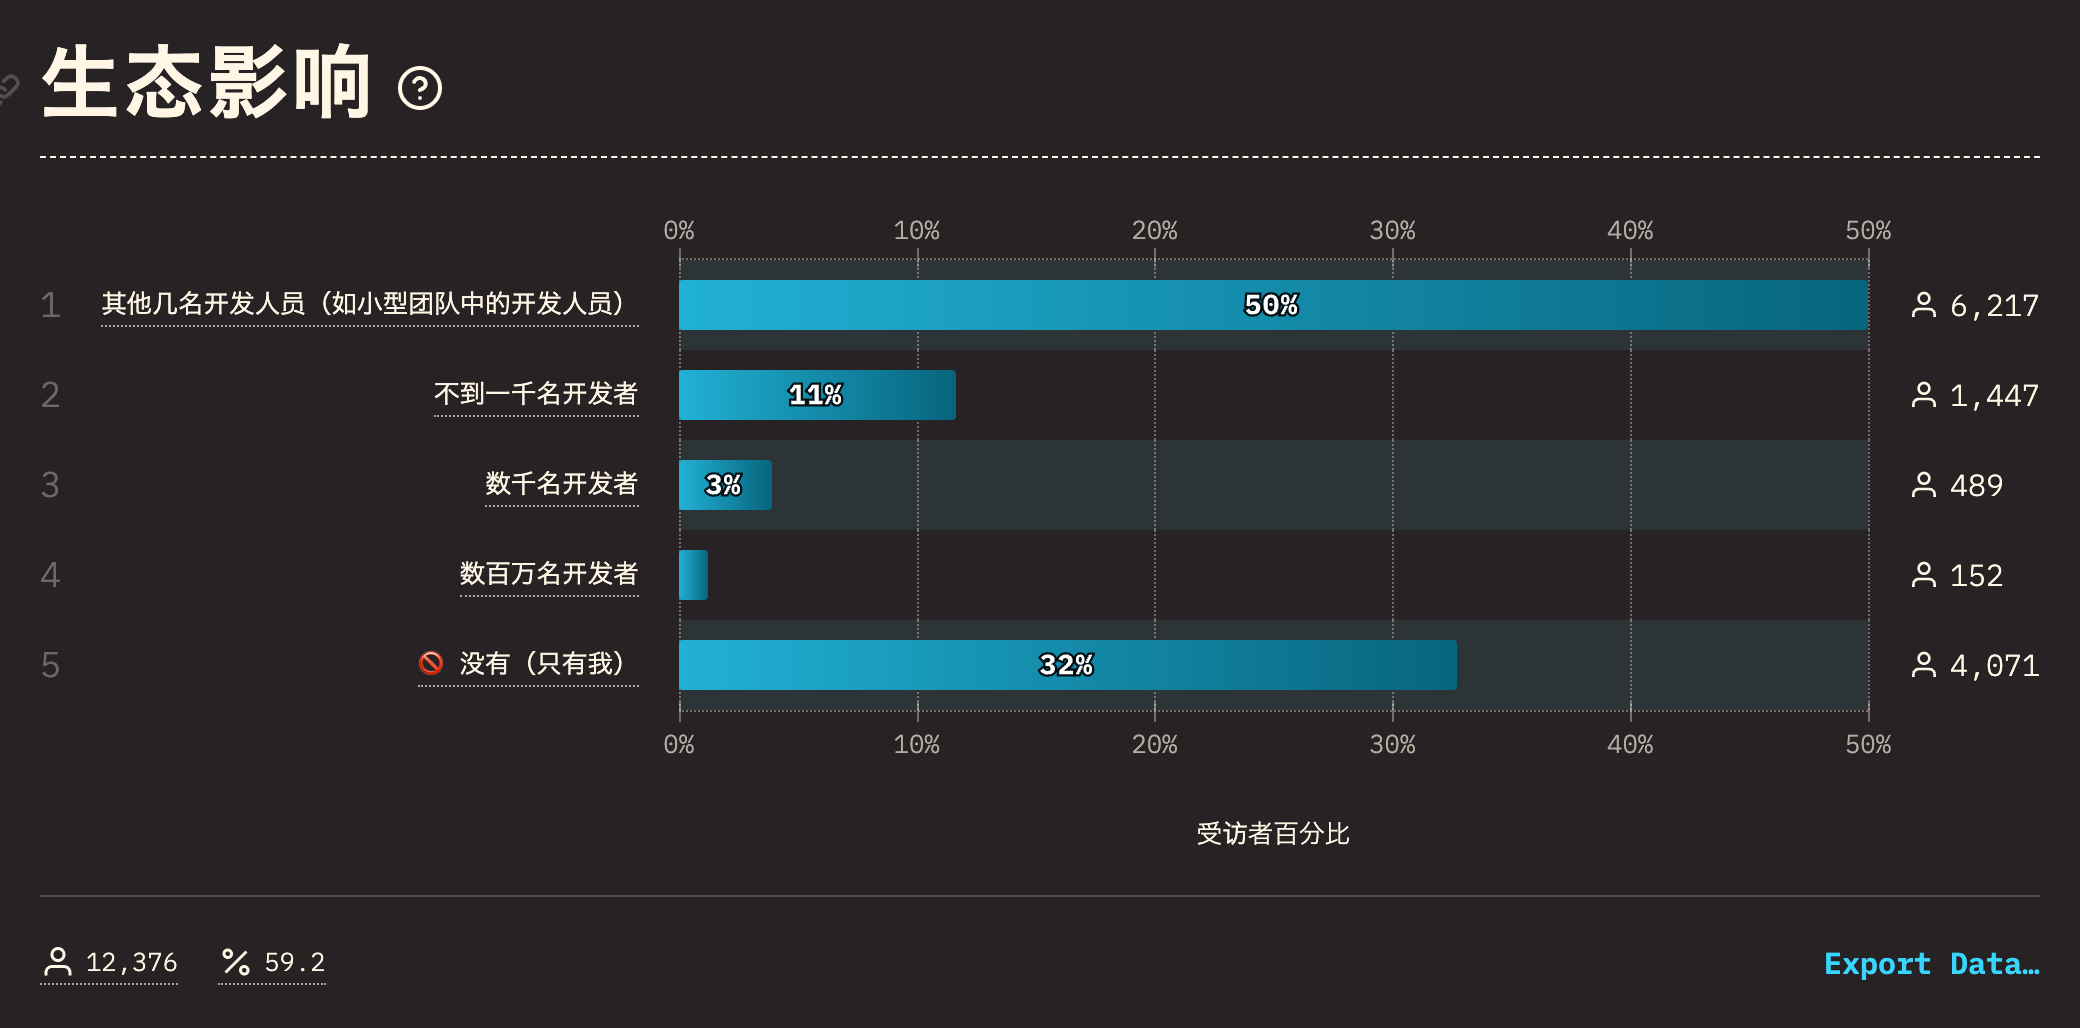 生态影响
0% 10% 20% 30% 40% 50%
1 其他几名开发人员（如小型团队中的开发人员） 50% 6,217
2 不到一千名开发者 11% 1,447
3 数千名开发者 3% 489
4 数百万名开发者 152
5 🚫 没有（只有我） 32% 4,071
0% 10% 20% 30% 40% 50%
受访者百分比
12,376 % 59.2 Export Data…